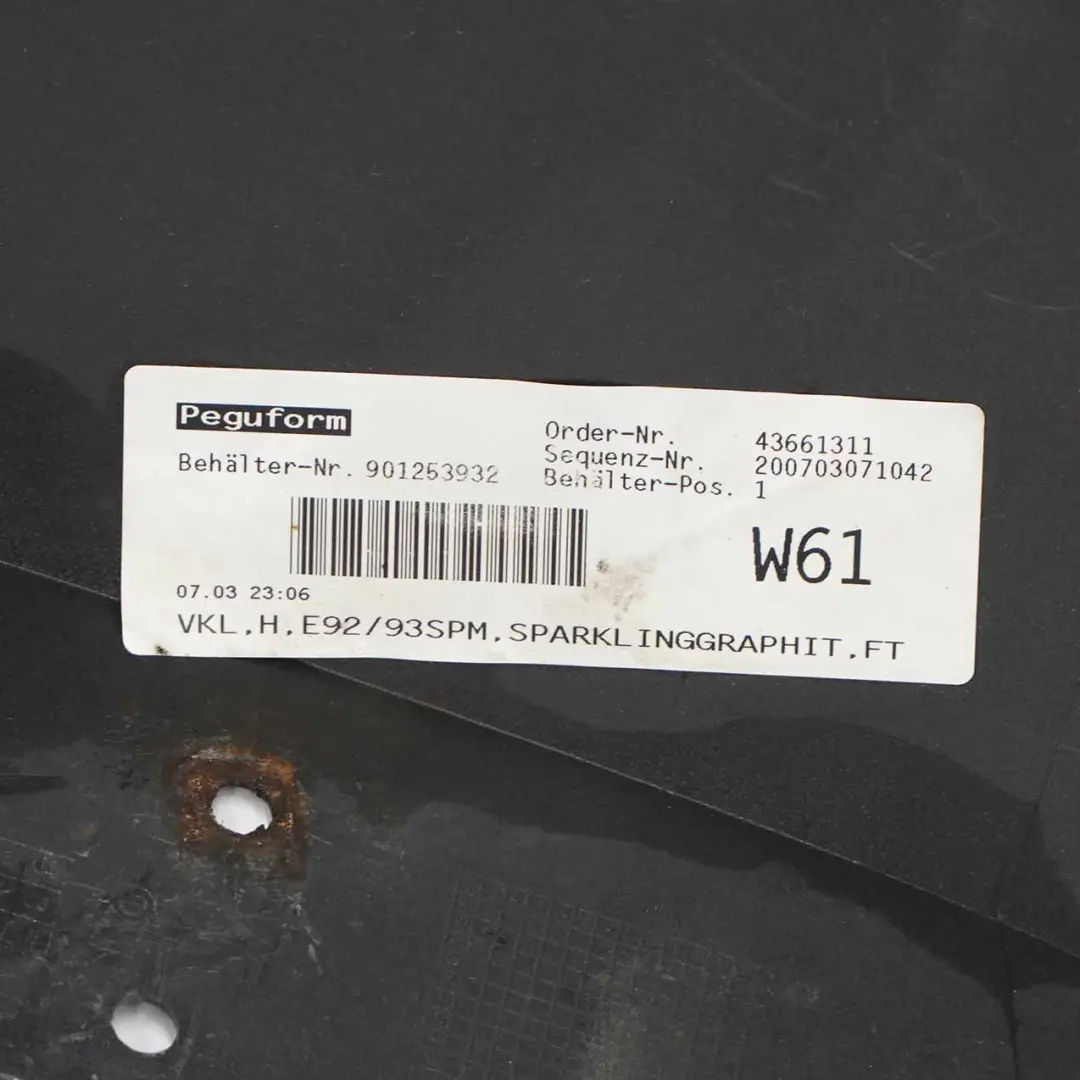 Peguform
Behälter-Nr. 901253932
Order-Nr. 43661311
Sequenz-Nr. 200703071042
Behälter-Pos. 1
W61
07.03 23:06
VKL,H,E92/93SPM,SPARKLINGGRAPHIT,FT